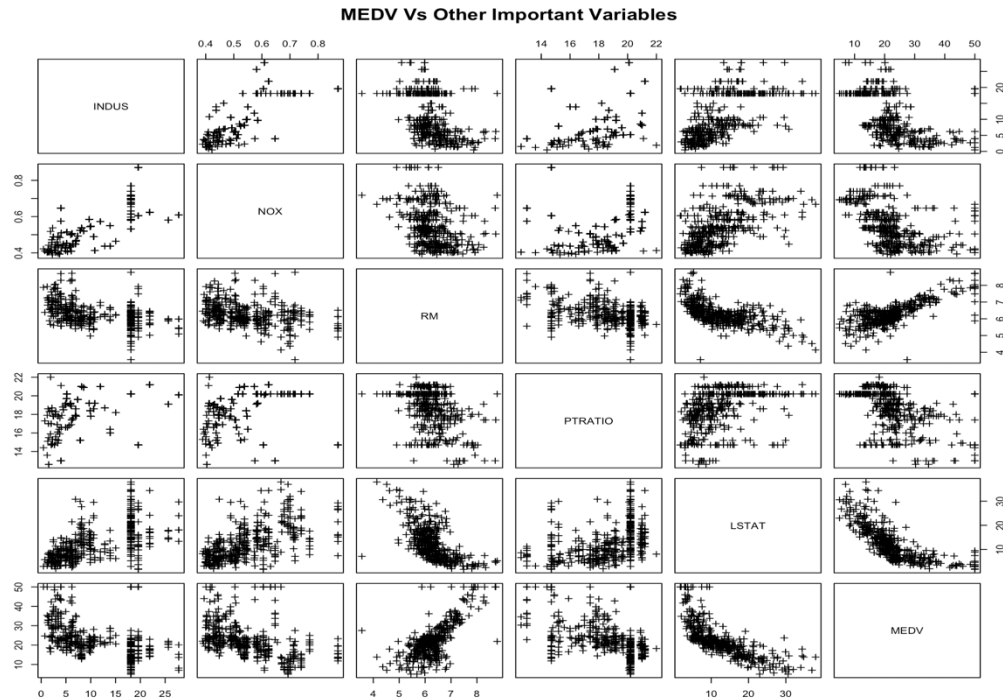 MEDV Vs Other Important Variables
0.4 0.5 0.6 0.7 0.8
14 16 18 20 22
10 20 30 40 50
INDUS
0 5 10 20
NOX
0.4 0.6 0.8
RM
4 5 6 7 8
PTRATIO
14 16 18 20 22
LSTAT
10 20 30
MEDV
10 20 30 40 50
0 5 10 15 20 25
4 5 6 7 8
10 20 30